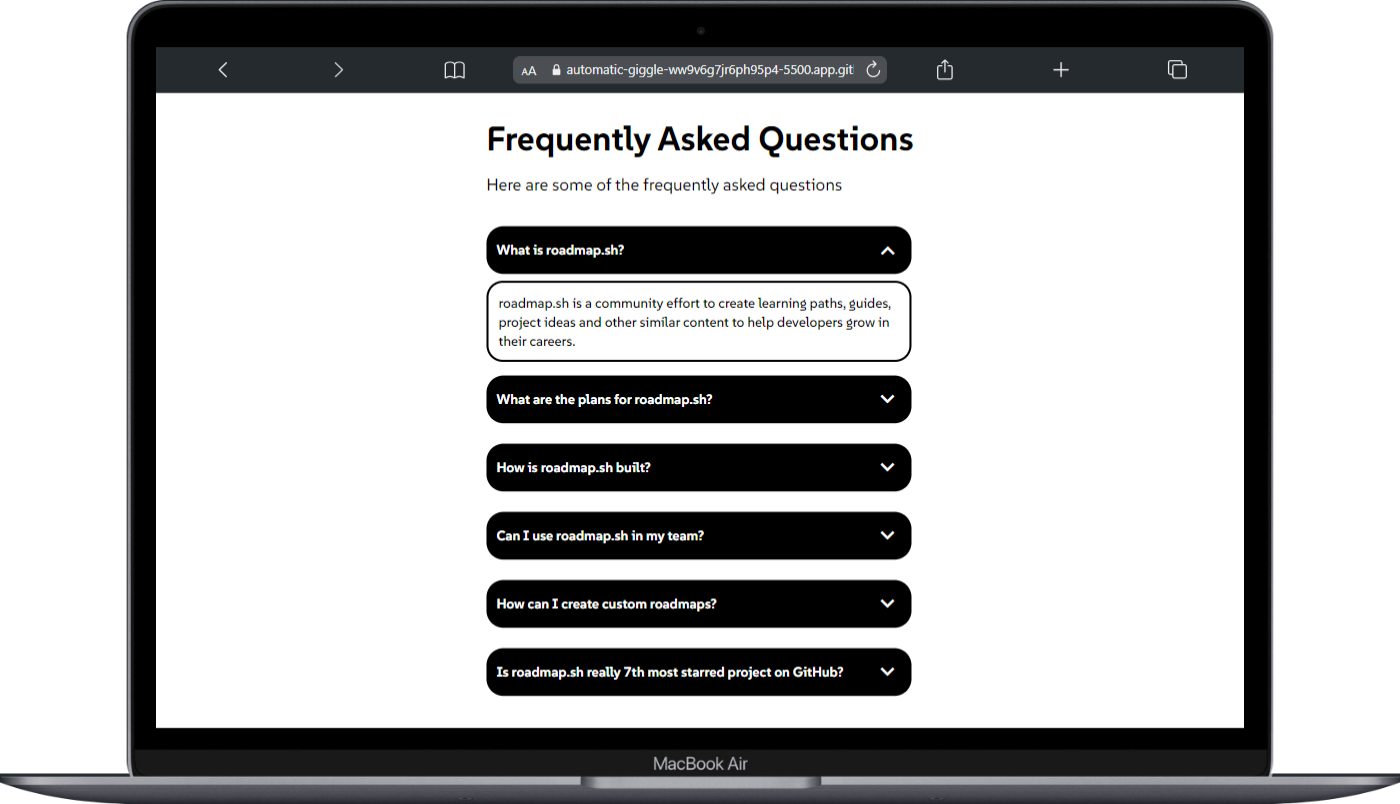 AA automatic-giggle-ww9v6g7jr6ph95p4-5500.app.git
Frequently Asked Questions
Here are some of the frequently asked questions
What is roadmap.sh?
roadmap.sh is a community effort to create learning paths, guides,
project ideas and other similar content to help developers grow in
their careers.
What are the plans for roadmap.sh?
How is roadmap.sh built?
Can I use roadmap.sh in my team?
How can I create custom roadmaps?
Is roadmap.sh really 7th most starred project on GitHub?
MacBook Air